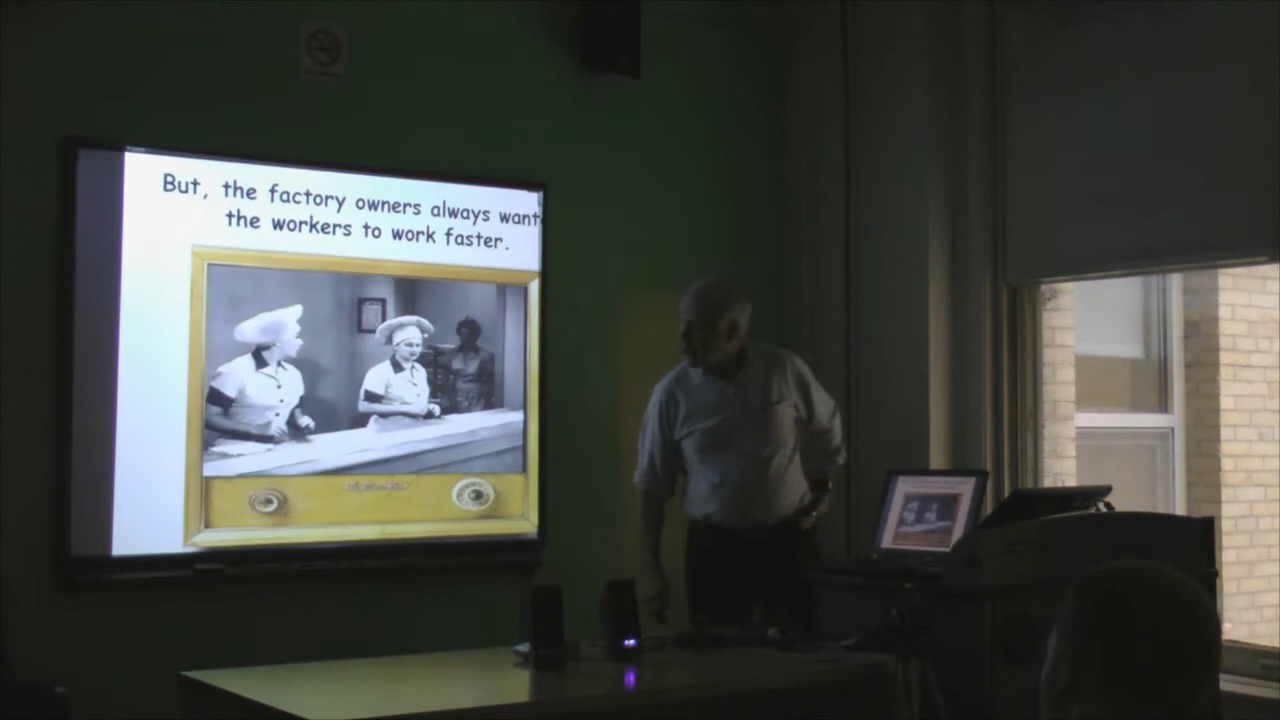 But, the factory owners always want
the workers to work faster.